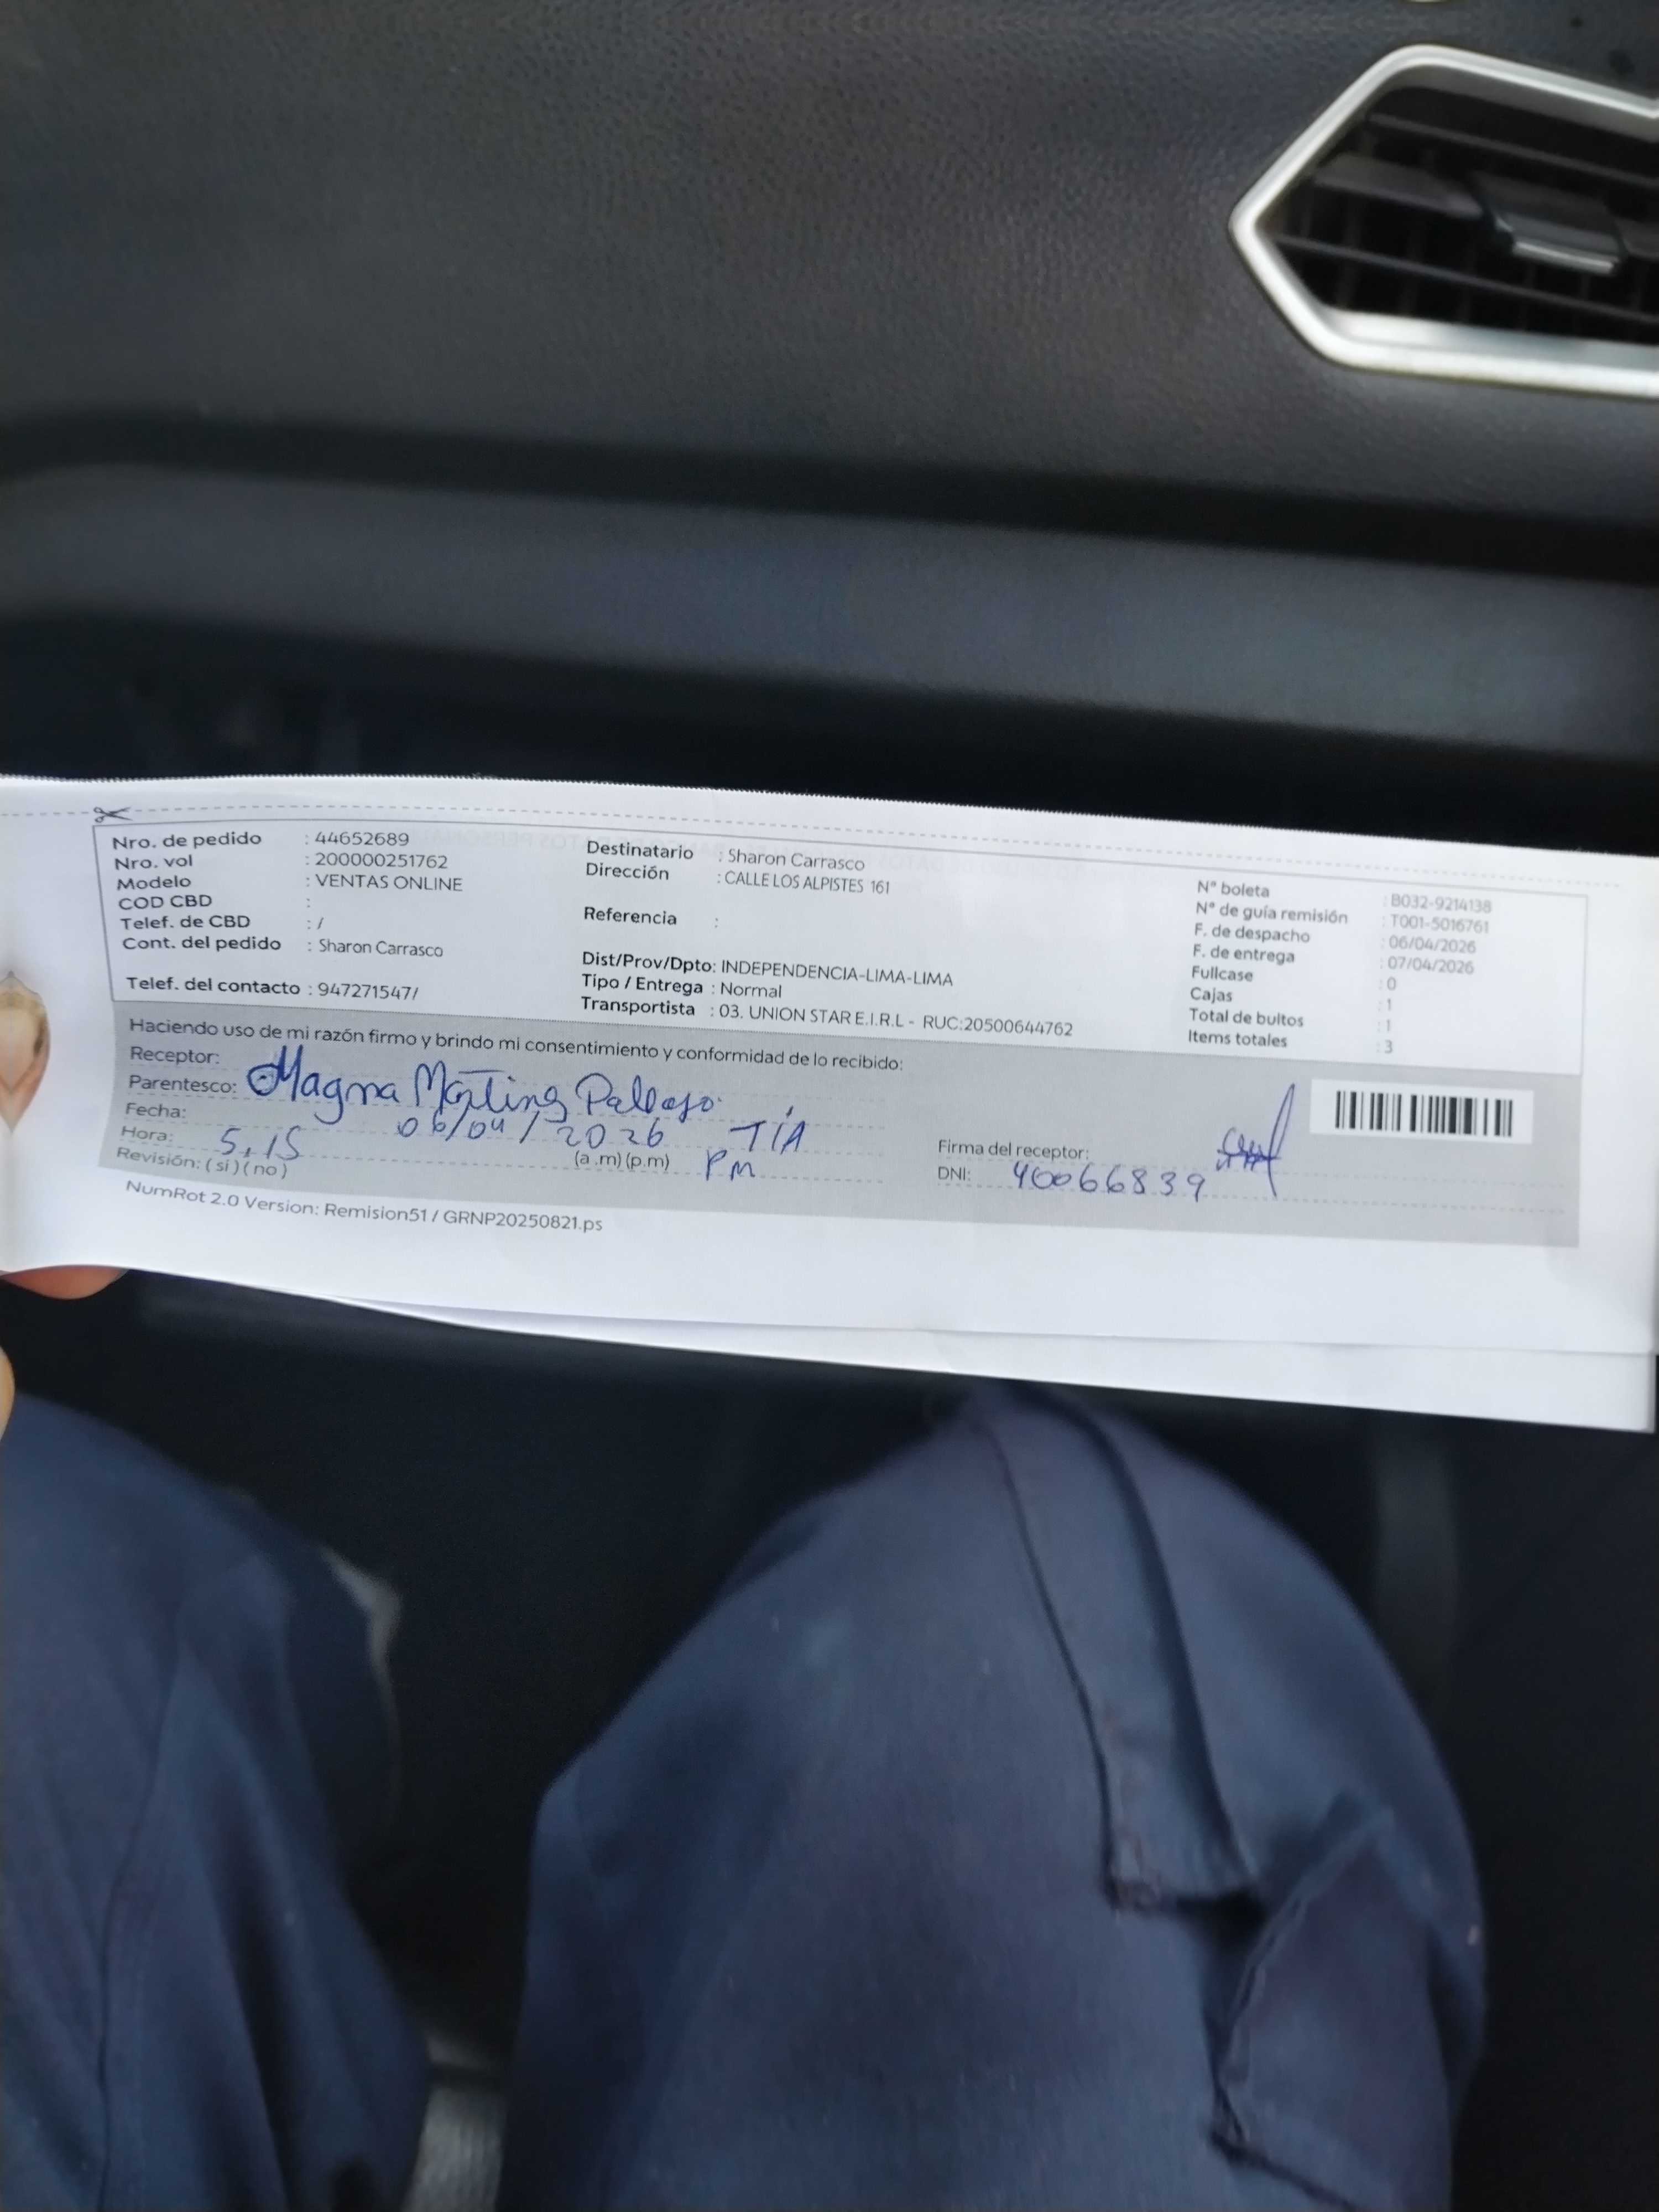 Nro. de pedido : 44652689
Nro. vol : 200000251762
Modelo : VENTAS ONLINE
COD CBD :
Telef. de CBD : /
Cont. del pedido : Sharon Carrasco
Telef. del contacto : 947271547/
Destinatario : Sharon Carrasco
Dirección : CALLE LOS ALPISTES 161
Referencia :
Dist/Prov/Dpto: INDEPENDENCIA-LIMA-LIMA
Tipo / Entrega : Normal
Transportista : 03. UNION STAR E.I.R.L - RUC:20500644762
N° boleta : B032-9214138
N° de guía remisión : T001-5016761
F. de despacho : 06/04/2026
F. de entrega : 07/04/2026
Fullcase : 0
Cajas : 1
Total de bultos : 1
Items totales : 3
Haciendo uso de mi razón firmo y brindo mi consentimiento y conformidad de lo recibido:
Receptor: Magna
Parentesco: TÍA
Fecha: 06/04/2026
Hora: 5,15 (a.m) (p.m) PM
Revisión: ( si ) ( no )
Firma del receptor:
DNI: 40066839
NumRot 2.0 Version: Remision51 / GRNP20250821.ps